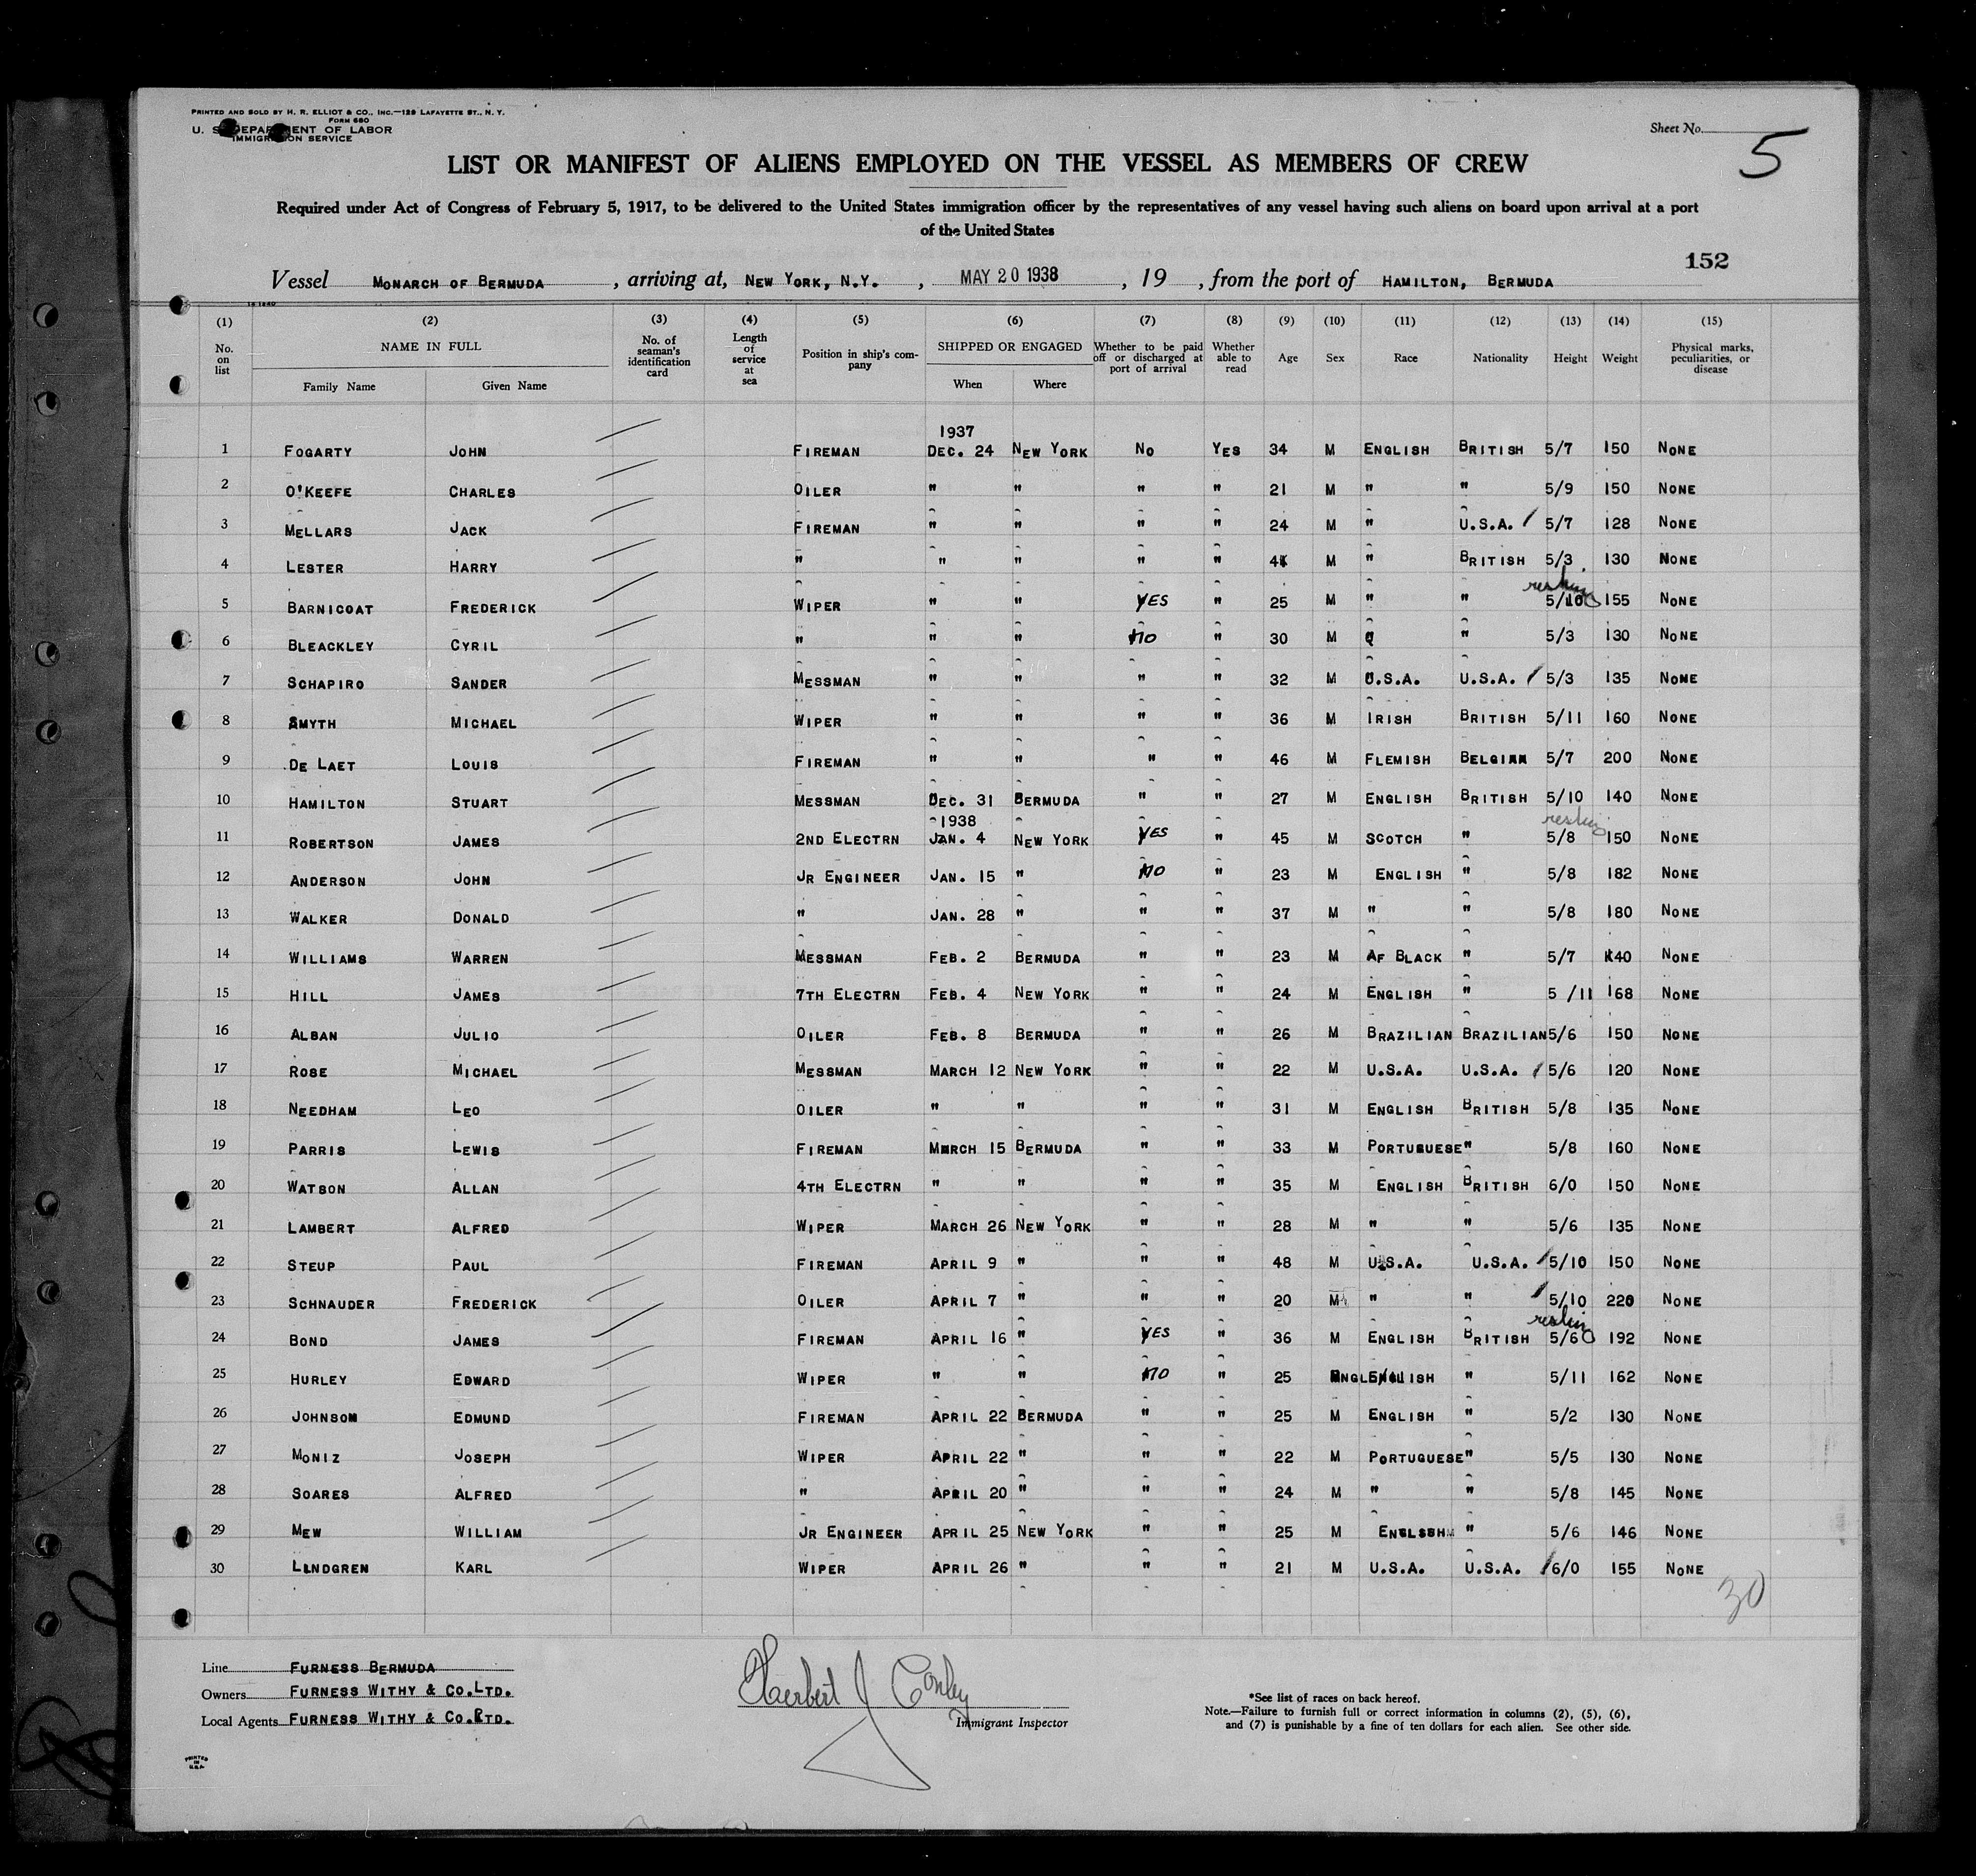 PRINTED AND SOLD BY H. R. ELLIOT & CO., INC.—129 LAFAYETTE ST., N. Y.
FORM 680
U. S. DEPARTMENT OF LABOR
IMMIGRATION SERVICE
Sheet No. 5
LIST OR MANIFEST OF ALIENS EMPLOYED ON THE VESSEL AS MEMBERS OF CREW
Required under Act of Congress of February 5, 1917, to be delivered to the United States immigration officer by the representatives of any vessel having such aliens on board upon arrival at a port
of the United States
152
Vessel MONARCH OF BERMUDA, arriving at, NEW YORK, N.Y., MAY 20 1938, 19 , from the port of HAMILTON, BERMUDA
(1) (2) (3) (4) (5) (6) (7) (8) (9) (10) (11) (12) (13) (14) (15)
No. on list NAME IN FULL Family Name Given Name No. of seaman's identification card Length of service at sea Position in ship's company SHIPPED OR ENGAGED When Where Whether to be paid off or discharged at port of arrival Whether able to read Age Sex Race Nationality Height Weight Physical marks, peculiarities, or disease
1937
1 FOGARTY JOHN FIREMAN DEC. 24 NEW YORK NO YES 34 M ENGLISH BRITISH 5/7 150 NONE
2 O'KEEFE CHARLES OILER " " " " 21 M " " 5/9 150 NONE
3 MELLARS JACK FIREMAN " " " " 24 M " U.S.A. 5/7 128 NONE
4 LESTER HARRY " " " " " 44 M " BRITISH 5/3 130 NONE
5 BARNICOAT FREDERICK WIPER " " YES " 25 M " " 5/10 155 NONE
6 BLEACKLEY CYRIL " " " NO " 30 M " " 5/3 130 NONE
7 SCHAPIRO SANDER MESSMAN " " " " 32 M U.S.A. U.S.A. 5/3 135 NONE
8 SMYTH MICHAEL WIPER " " " " 36 M IRISH BRITISH 5/11 160 NONE
9 DE LAET LOUIS FIREMAN " " " " 46 M FLEMISH BELGIAN 5/7 200 NONE
10 HAMILTON STUART MESSMAN DEC. 31 BERMUDA " " 27 M ENGLISH BRITISH 5/10 140 NONE
1938
11 ROBERTSON JAMES 2ND ELECTRN JAN. 4 NEW YORK YES " 45 M SCOTCH " 5/8 150 NONE
12 ANDERSON JOHN JR ENGINEER JAN. 15 " NO " 23 M ENGLISH " 5/8 182 NONE
13 WALKER DONALD " JAN. 28 " " " 37 M " " 5/8 180 NONE
14 WILLIAMS WARREN MESSMAN FEB. 2 BERMUDA " " 23 M AF BLACK " 5/7 140 NONE
15 HILL JAMES 7TH ELECTRN FEB. 4 NEW YORK " " 24 M ENGLISH " 5 /11 168 NONE
16 ALBAN JULIO OILER FEB. 8 BERMUDA " " 26 M BRAZILIAN BRAZILIAN 5/6 150 NONE
17 ROSE MICHAEL MESSMAN MARCH 12 NEW YORK " " 22 M U.S.A. U.S.A. 5/6 120 NONE
18 NEEDHAM LEO OILER " " " " 31 M ENGLISH BRITISH 5/8 135 NONE
19 PARRIS LEWIS FIREMAN MARCH 15 BERMUDA " " 33 M PORTUGUESE " 5/8 160 NONE
20 WATSON ALLAN 4TH ELECTRN " " " " 35 M ENGLISH BRITISH 6/0 150 NONE
21 LAMBERT ALFRED WIPER MARCH 26 NEW YORK " " 28 M " " 5/6 135 NONE
22 STEUP PAUL FIREMAN APRIL 9 " " " 48 M U.S.A. U.S.A. 5/10 150 NONE
23 SCHNAUDER FREDERICK OILER APRIL 7 " " " 20 M " " 5/10 220 NONE
24 BOND JAMES FIREMAN APRIL 16 " YES " 36 M ENGLISH BRITISH 5/6 192 NONE
25 HURLEY EDWARD WIPER " " NO " 25 ENGLISH " 5/11 162 NONE
26 JOHNSON EDMUND FIREMAN APRIL 22 BERMUDA " " 25 M ENGLISH " 5/2 130 NONE
27 MONIZ JOSEPH WIPER APRIL 22 " " " 22 M PORTUGUESE " 5/5 130 NONE
28 SOARES ALFRED " APRIL 20 " " " 24 M " " 5/8 145 NONE
29 MEW WILLIAM JR ENGINEER APRIL 25 NEW YORK " " 25 M ENGLSSH " 5/6 146 NONE
30 LINDGREN KARL WIPER APRIL 26 " " " 21 M U.S.A. U.S.A. 6/0 155 NONE
30
Line FURNESS BERMUDA
Owners FURNESS WITHY & CO.LTD.
Local Agents FURNESS WITHY & CO.LTD.
Herbert J Conley
Immigrant Inspector
*See list of races on back hereof.
Note.—Failure to furnish full or correct information in columns (2), (5), (6),
and (7) is punishable by a fine of ten dollars for each alien. See other side.
PRINTED
IN
U.S.A.